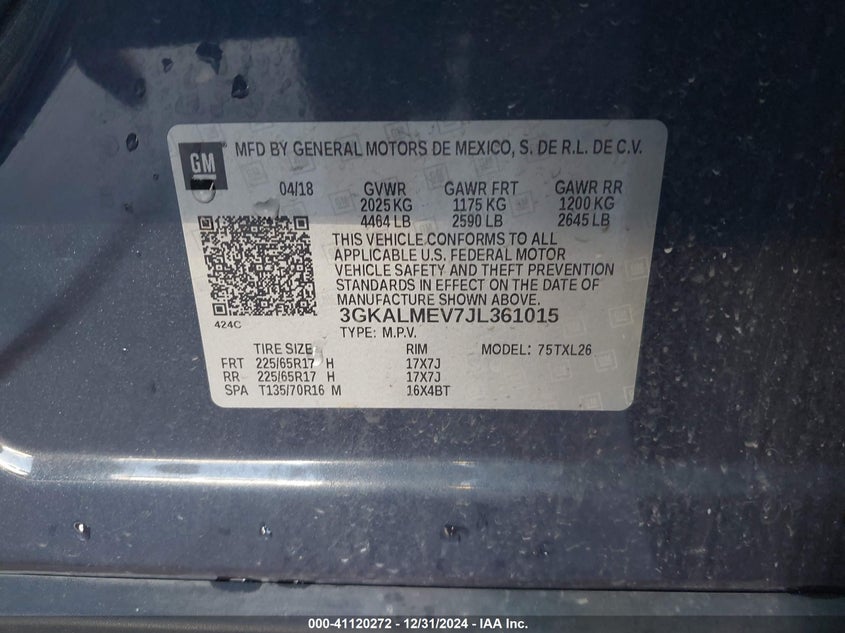 GM
MFD BY GENERAL MOTORS DE MEXICO, S. DE R.L. DE C.V.
04/18 GVWR GAWR FRT GAWR RR
2025 KG 1175 KG 1200 KG
4464 LB 2590 LB 2645 LB
THIS VEHICLE CONFORMS TO ALL
APPLICABLE U.S. FEDERAL MOTOR
VEHICLE SAFETY AND THEFT PREVENTION
STANDARDS IN EFFECT ON THE DATE OF
MANUFACTURE SHOWN ABOVE.
424C
3GKALMEV7JL361015
TYPE: M.P.V.
TIRE SIZE RIM MODEL: 75TXL26
FRT 225/65R17 H 17X7J
RR 225/65R17 H 17X7J
SPA T135/70R16 M 16X4BT
000-41120272 - 12/31/2024 - IAA Inc.